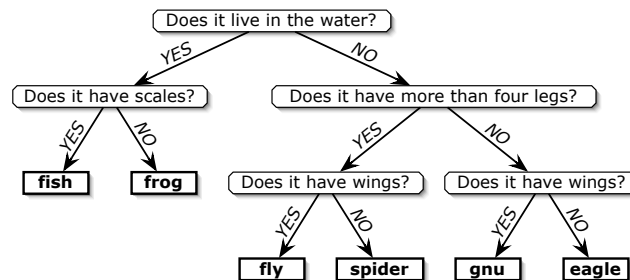 Does it live in the water?
YES
NO
Does it have scales?
Does it have more than four legs?
YES
NO
YES
NO
fish
frog
Does it have wings?
Does it have wings?
YES
NO
YES
NO
fly
spider
gnu
eagle